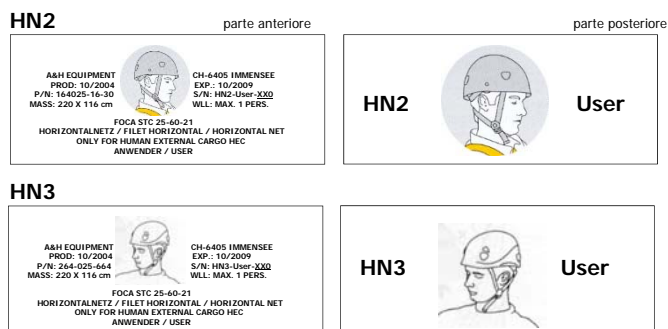 HN2
parte anteriore
parte posteriore
A&H EQUIPMENT
PROD: 10/2004
P/N: 164025-16-30
MASS: 220 X 116 cm
CH-6405 IMMENSEE
EXP.: 10/2009
S/N: HN2-User-XX0
WLL: MAX. 1 PERS.
FOCA STC 25-60-21
HORIZONTALNETZ / FILET HORIZONTAL / HORIZONTAL NET
ONLY FOR HUMAN EXTERNAL CARGO HEC
ANWENDER / USER
HN2
User
HN3
A&H EQUIPMENT
PROD: 10/2004
P/N: 264-025-664
MASS: 220 X 116 cm
CH-6405 IMMENSEE
EXP.: 10/2009
S/N: HN3-User-XX0
WLL: MAX. 1 PERS.
FOCA STC 25-60-21
HORIZONTALNETZ / FILET HORIZONTAL / HORIZONTAL NET
ONLY FOR HUMAN EXTERNAL CARGO HEC
ANWENDER / USER
HN3
User